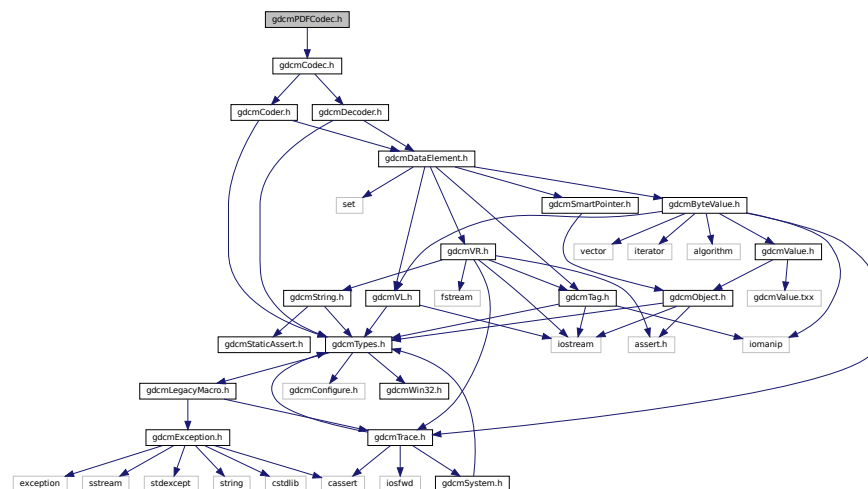 gdcmPDFCodec.h
gdcmCodec.h
gdcmCoder.h
gdcmDecoder.h
gdcmDataElement.h
set
gdcmSmartPointer.h
gdcmByteValue.h
gdcmVR.h
vector
iterator
algorithm
gdcmValue.h
gdcmString.h
gdcmVL.h
fstream
gdcmTag.h
gdcmObject.h
gdcmValue.txx
gdcmStaticAssert.h
gdcmTypes.h
iostream
assert.h
iomanip
gdcmLegacyMacro.h
gdcmConfigure.h
gdcmWin32.h
gdcmException.h
gdcmTrace.h
exception
sstream
stdexcept
string
cstdlib
cassert
iosfwd
gdcmSystem.h